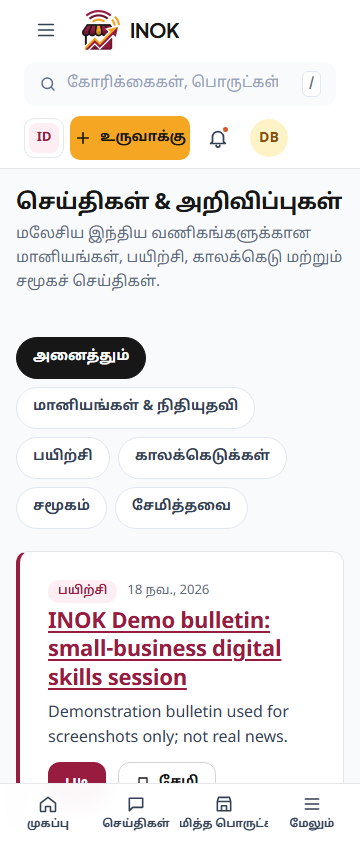 INOK
கோரிக்கைகள், பொருட்கள்
/
ID
+ உருவாக்கு
DB
செய்திகள் & அறிவிப்புகள்
மலேசிய இந்திய வணிகங்களுக்கான
மானியங்கள், பயிற்சி, காலக்கெடு மற்றும்
சமூகச் செய்திகள்.
அனைத்தும்
மானியங்கள் & நிதியுதவி
பயிற்சி காலக்கெடுக்கள்
சமூகம் சேமித்தவை
பயிற்சி 18 நவ., 2026
INOK Demo bulletin:
small-business digital
skills session
Demonstration bulletin used for
screenshots only; not real news.
முகப்பு செய்திகள் மேலும்